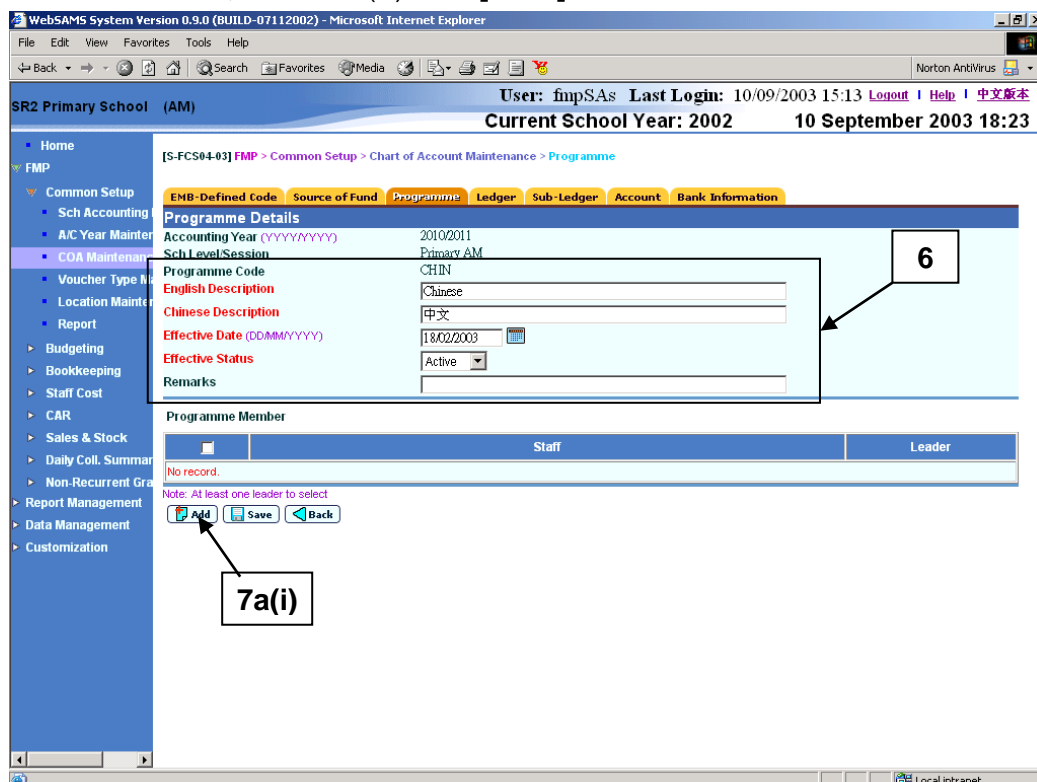 WebSAMS System Version 0.9.0 (BUILD-07112002) - Microsoft Internet Explorer
File Edit View Favorites Tools Help
Back Search Favorites Media Norton AntiVirus
SR2 Primary School (AM)
User: fmpSAs Last Login: 10/09/2003 15:13 Logout | Help | 中文版本
Current School Year: 2002 10 September 2003 18:23
Home
FMP
Common Setup
Sch Accounting
A/C Year Mainter
COA Maintenan
Voucher Type M
Location Mainte
Report
Budgeting
Bookkeeping
Staff Cost
CAR
Sales & Stock
Daily Coll. Summar
Non-Recurrent Gra
Report Management
Data Management
Customization
[S-FCS04-03] FMP > Common Setup > Chart of Account Maintenance > Programme
EMB-Defined Code Source of Fund Programme Ledger Sub-Ledger Account Bank Information
Programme Details
Accounting Year (YYYY/YYYY) 2010/2011
Sch Level/Session Primary AM
Programme Code CHIN
English Description Chinese
Chinese Description 中文
Effective Date (DD/MM/YYYY) 18/02/2003
Effective Status Active
Remarks
6
Programme Member
Staff Leader
No record.
Note: At least one leader to select
Add Save Back
7a(i)
Local intranet